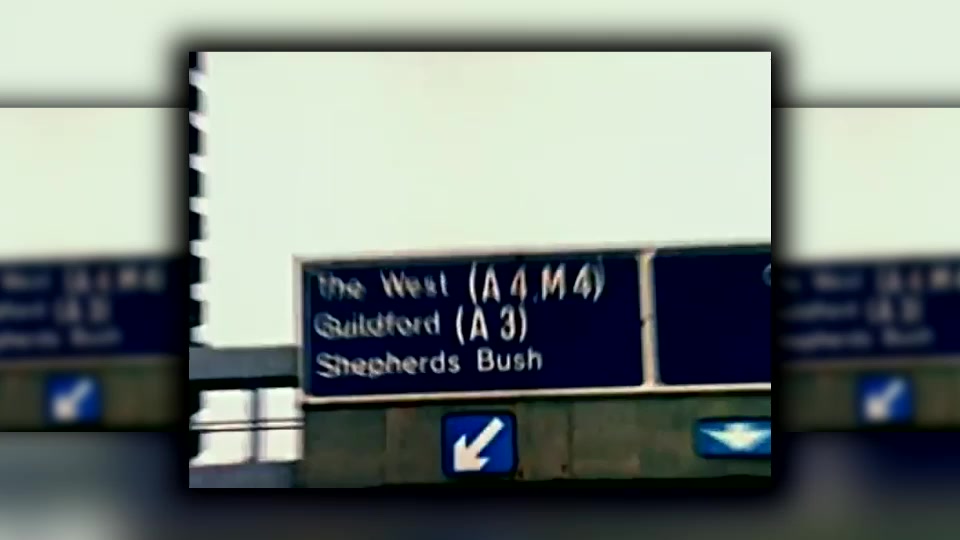 the West (A 4, M 4)
Guildford (A 3)
Shepherds Bush